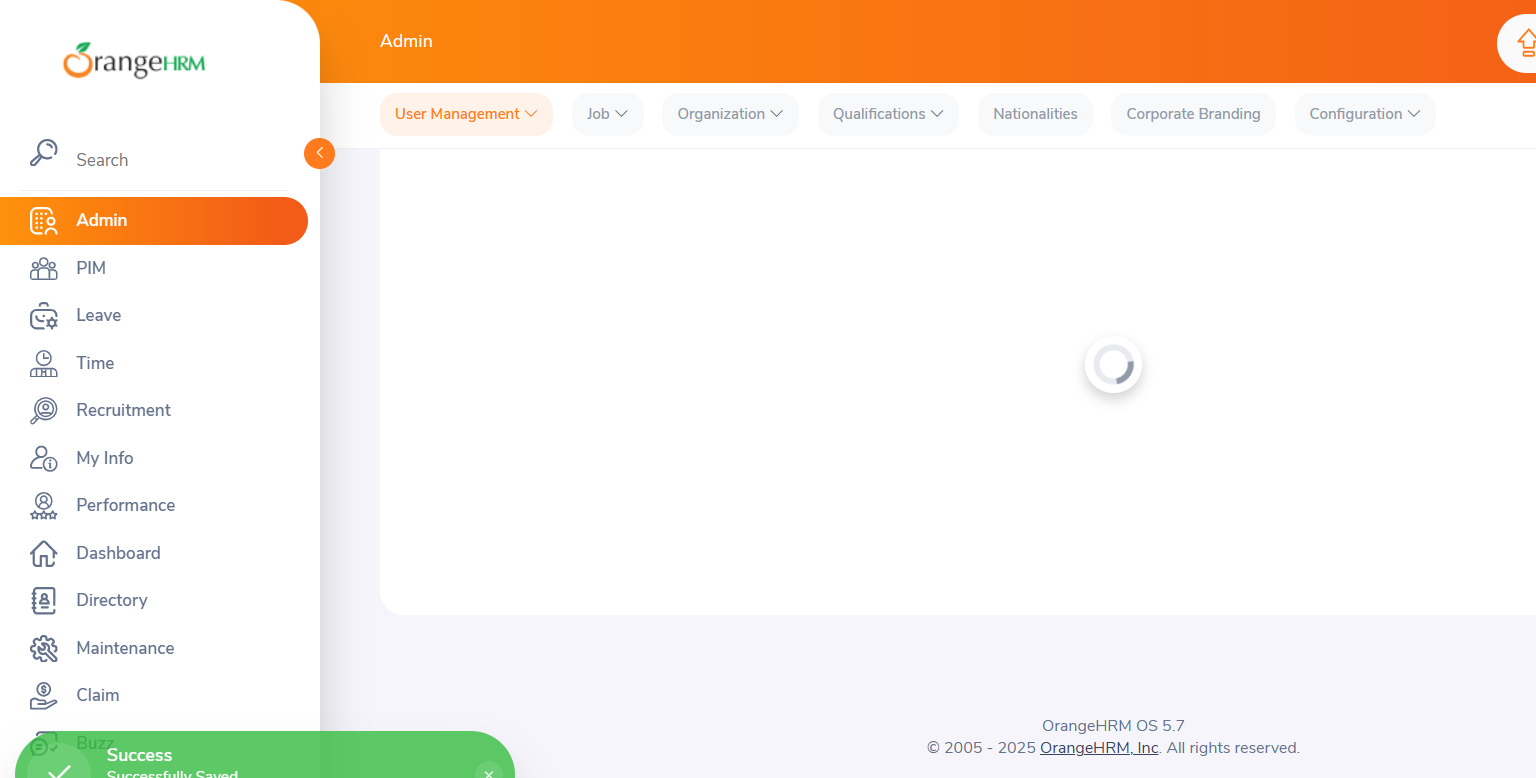 OrangeHRM
Admin
User Management
Job
Organization
Qualifications
Nationalities
Corporate Branding
Configuration
Search
Admin
PIM
Leave
Time
Recruitment
My Info
Performance
Dashboard
Directory
Maintenance
Claim
Buzz
Success
Successfully Saved
×
OrangeHRM OS 5.7
© 2005 - 2025 OrangeHRM, Inc. All rights reserved.